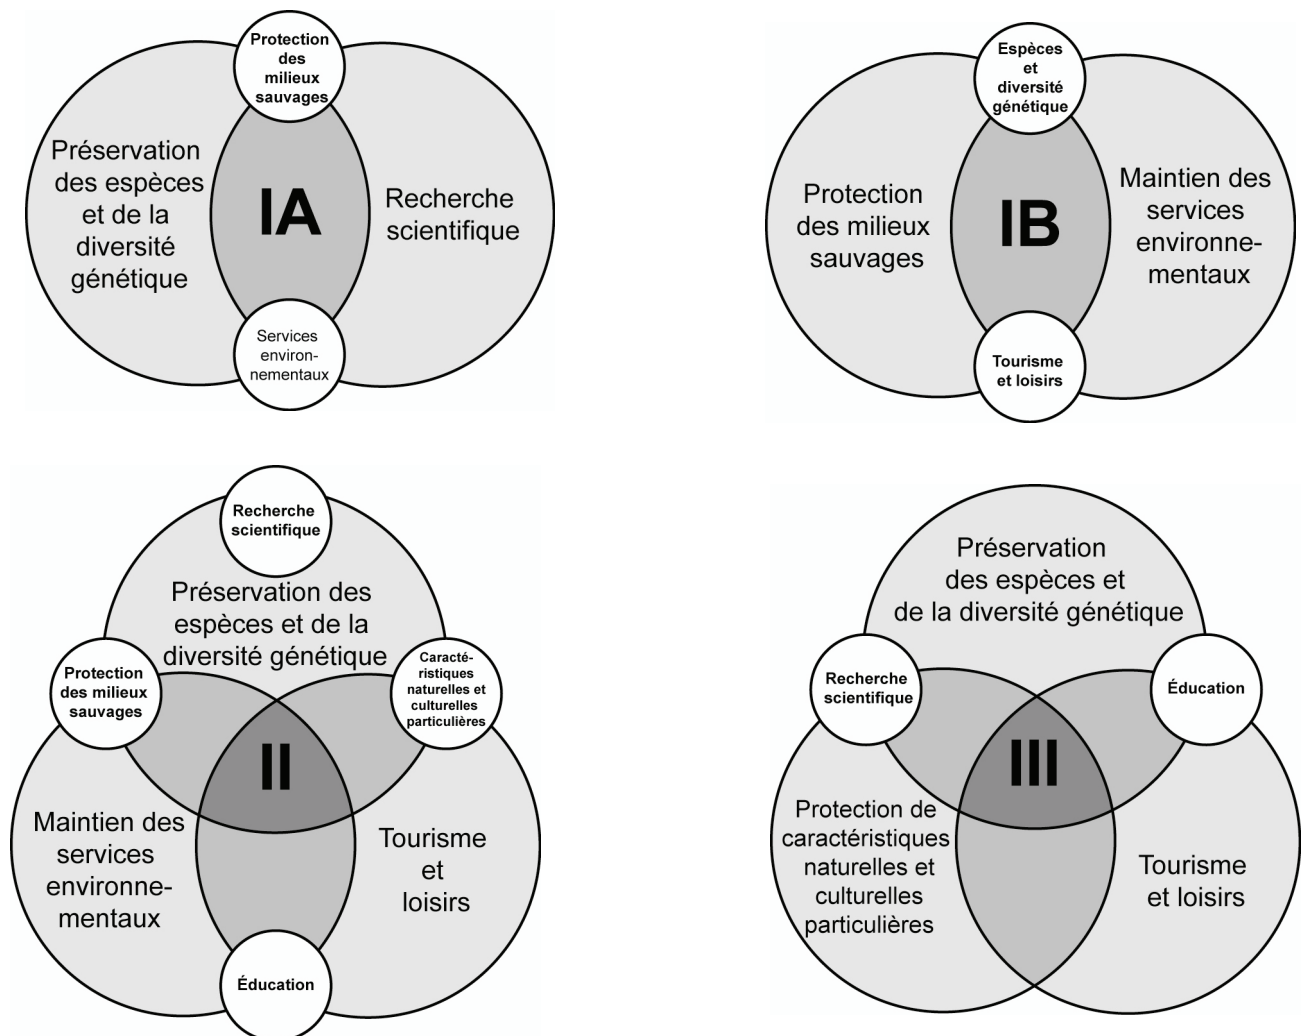 Protection
des
milieux
sauvages
Préservation
des espèces
et de la
diversité
génétique
IA
Recherche
scientifique
Services
environ-
nementaux
Espèces
et
diversité
génétique
Protection
des milieux
sauvages
IB
Maintien des
services
environne-
mentaux
Tourisme
et loisirs
Recherche
scientifique
Préservation des
espèces et de la
diversité génétique
Protection
des milieux
sauvages
Caracté-
ristiques
naturelles et
culturelles
particulières
II
Maintien des
services
environne-
mentaux
Tourisme
et
loisirs
Éducation
Préservation
des espèces et
de la diversité génétique
Recherche
scientifique
Éducation
III
Protection de
caractéristiques
naturelles et
culturelles
particulières
Tourisme
et loisirs